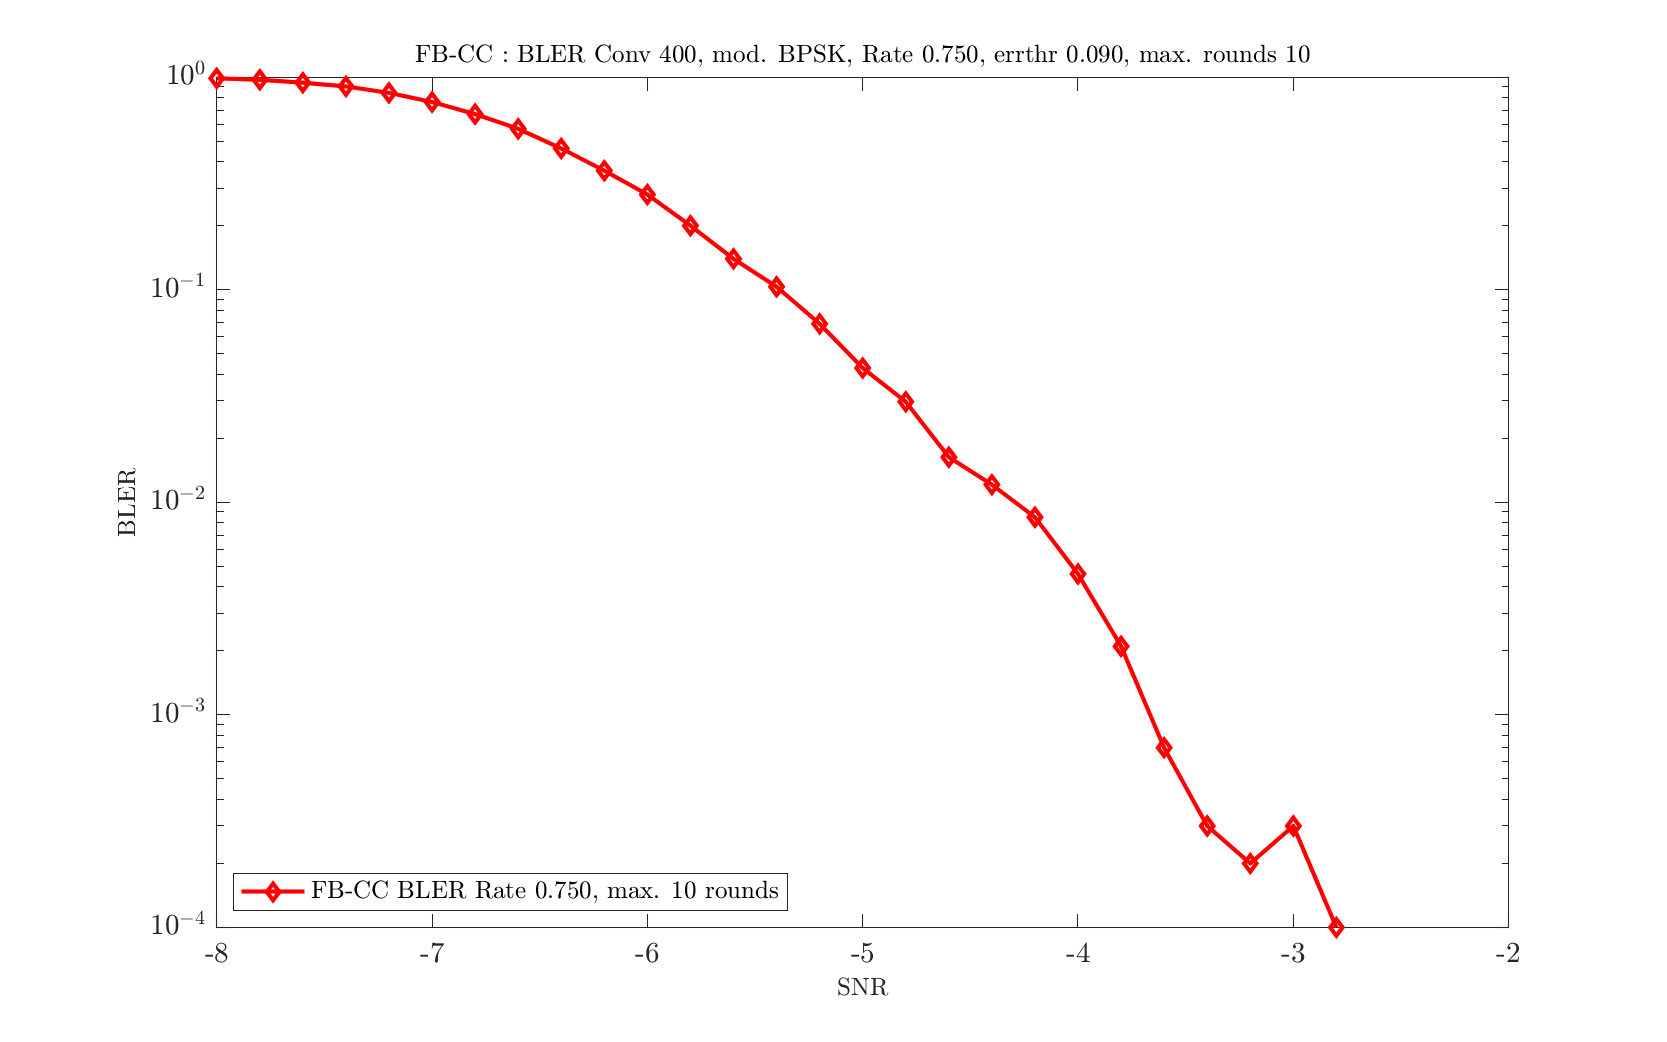 FB-CC : BLER Conv 400, mod. BPSK, Rate 0.750, errthr 0.090, max. rounds 10
10⁰
10⁻¹
10⁻²
10⁻³
10⁻⁴
BLER
FB-CC BLER Rate 0.750, max. 10 rounds
-8 -7 -6 -5 -4 -3 -2
SNR